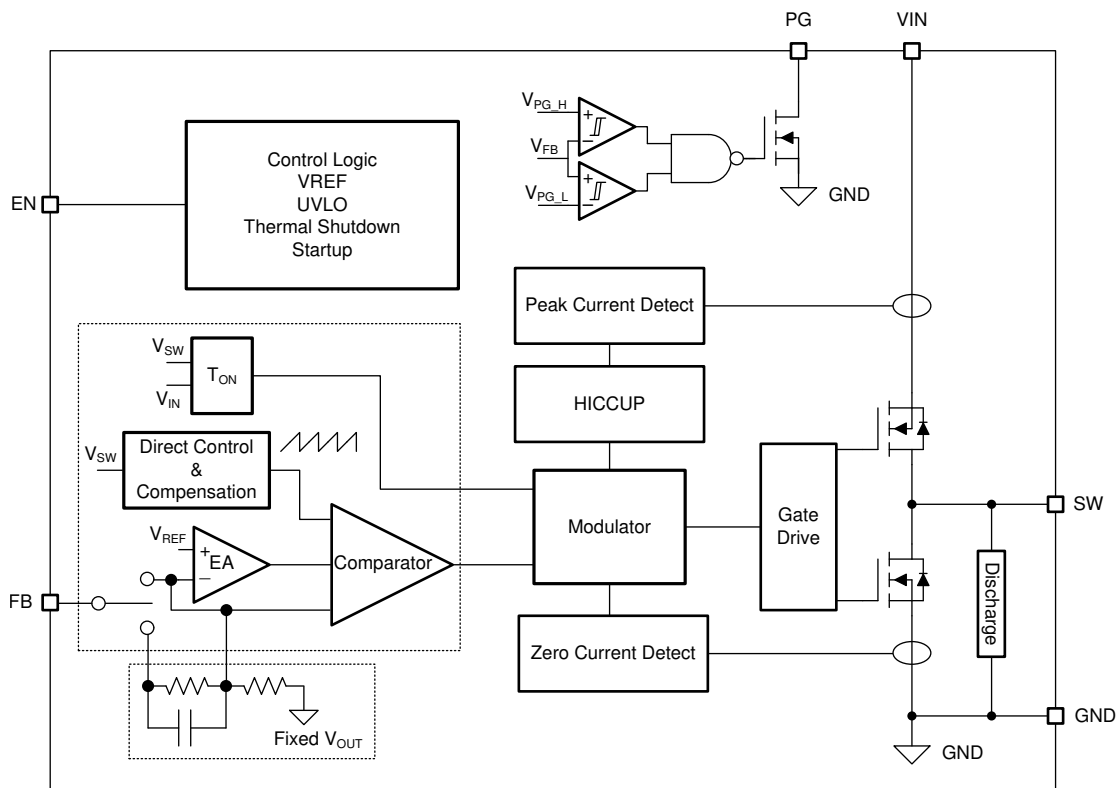 PG
VIN
V_PG_H
+
−
V_FB
+
−
V_PG_L
GND
Control Logic
VREF
UVLO
Thermal Shutdown
Startup
EN
Peak Current Detect
V_SW
V_IN
T_ON
HICCUP
V_SW
Direct Control
&
Compensation
V_REF
+
−
EA
Comparator
Modulator
Gate
Drive
SW
FB
Discharge
Zero Current Detect
Fixed V_OUT
GND
GND